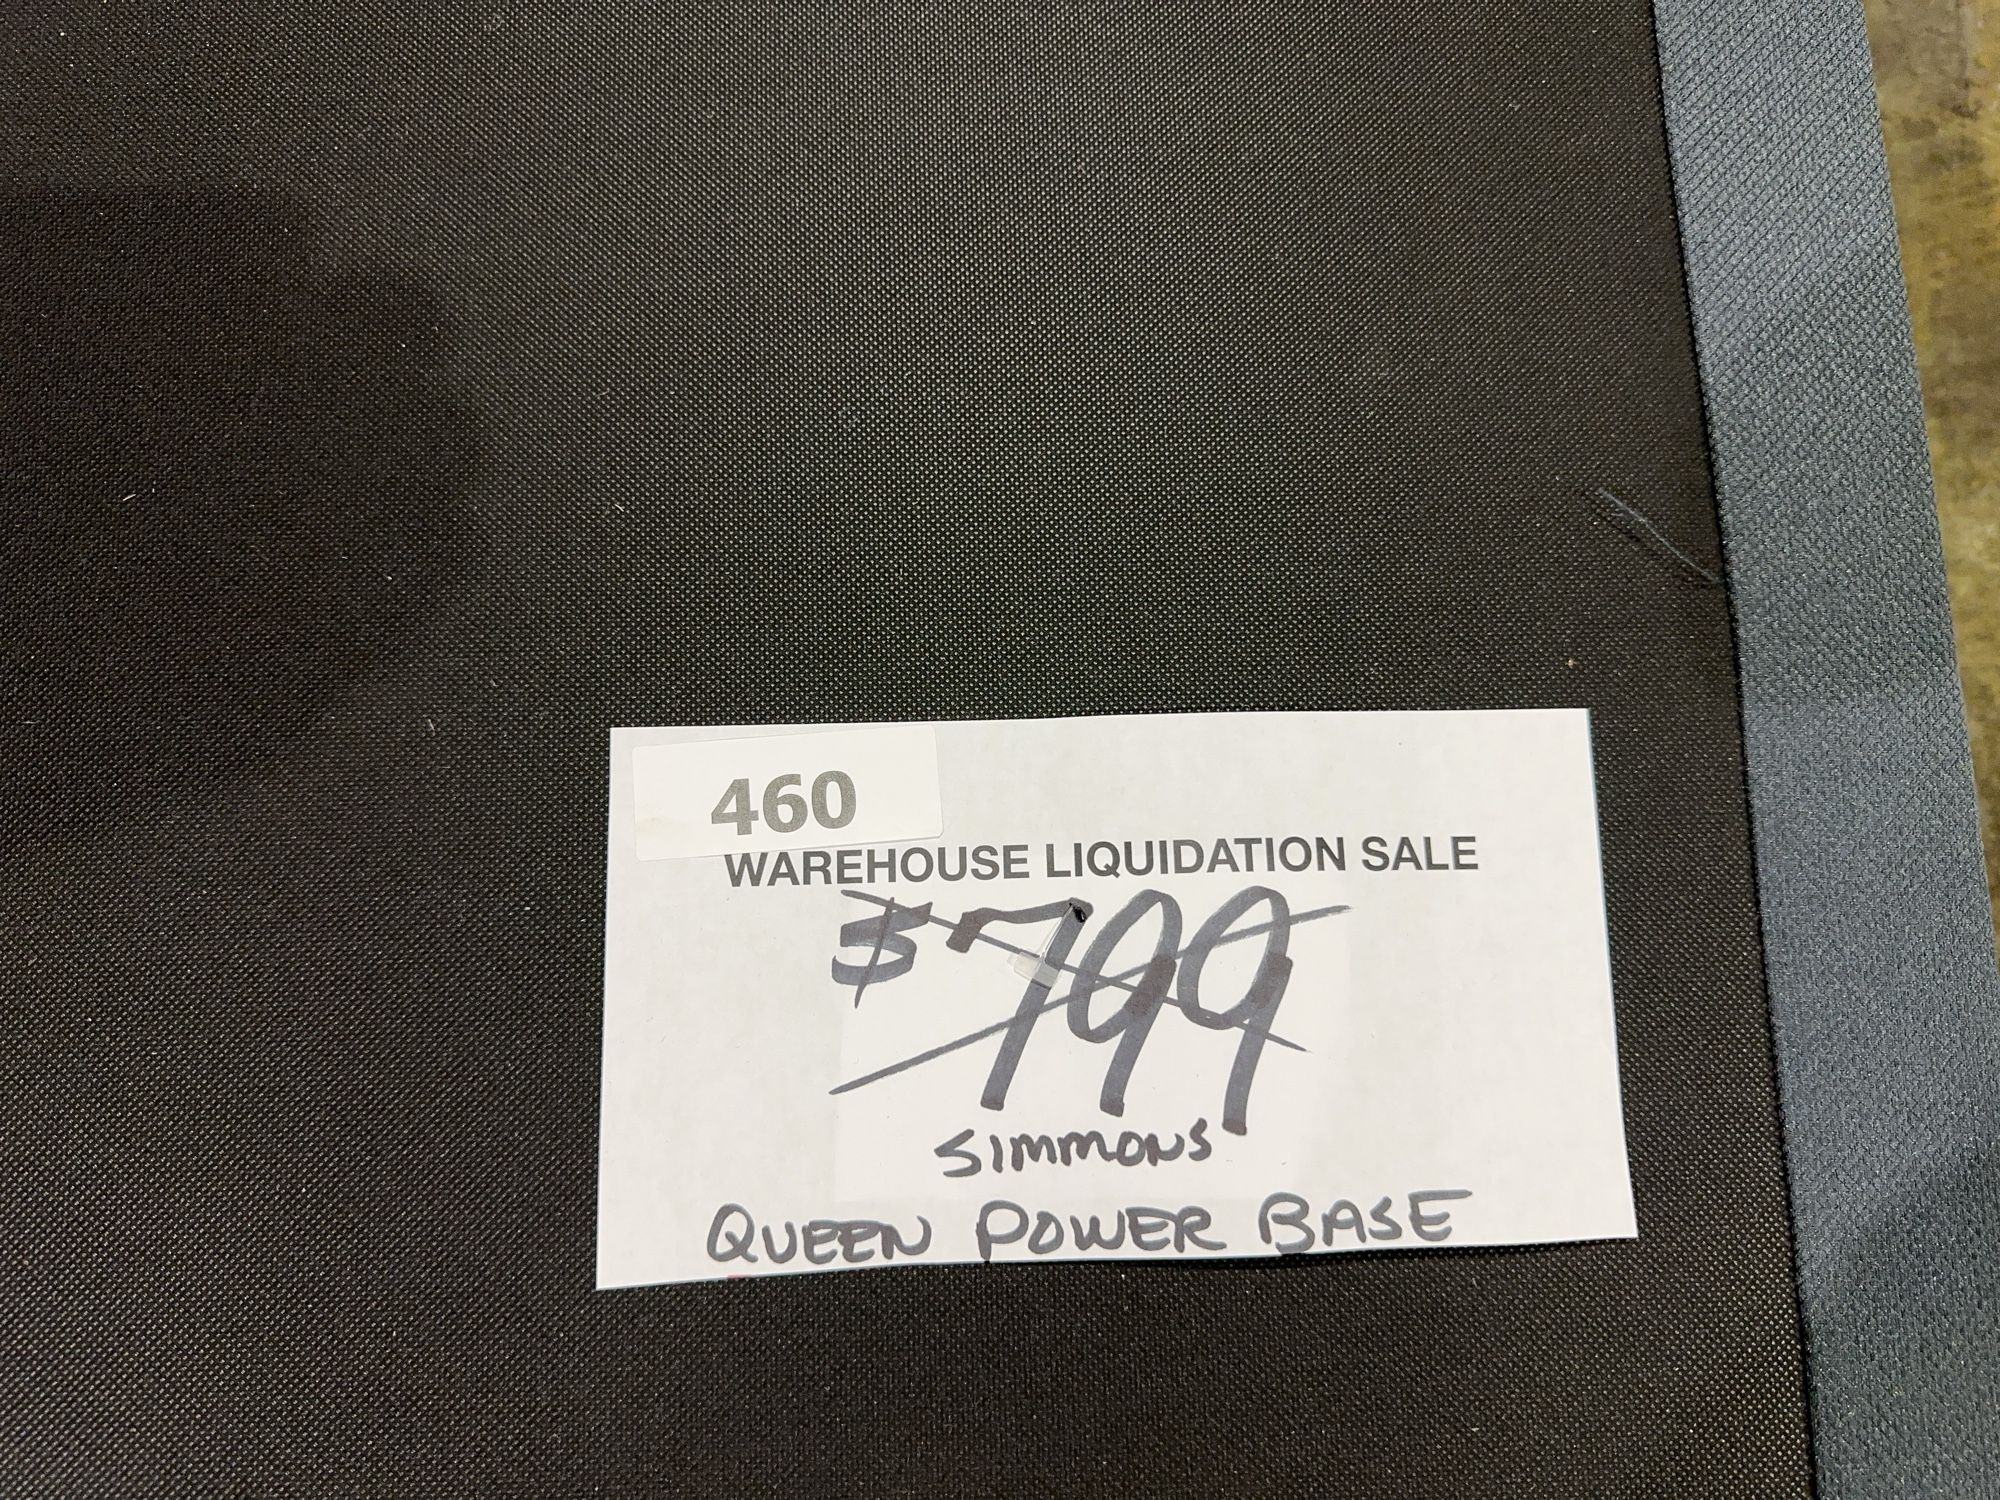 460
WAREHOUSE LIQUIDATION SALE
$799
SIMMONS
QUEEN POWER BASE